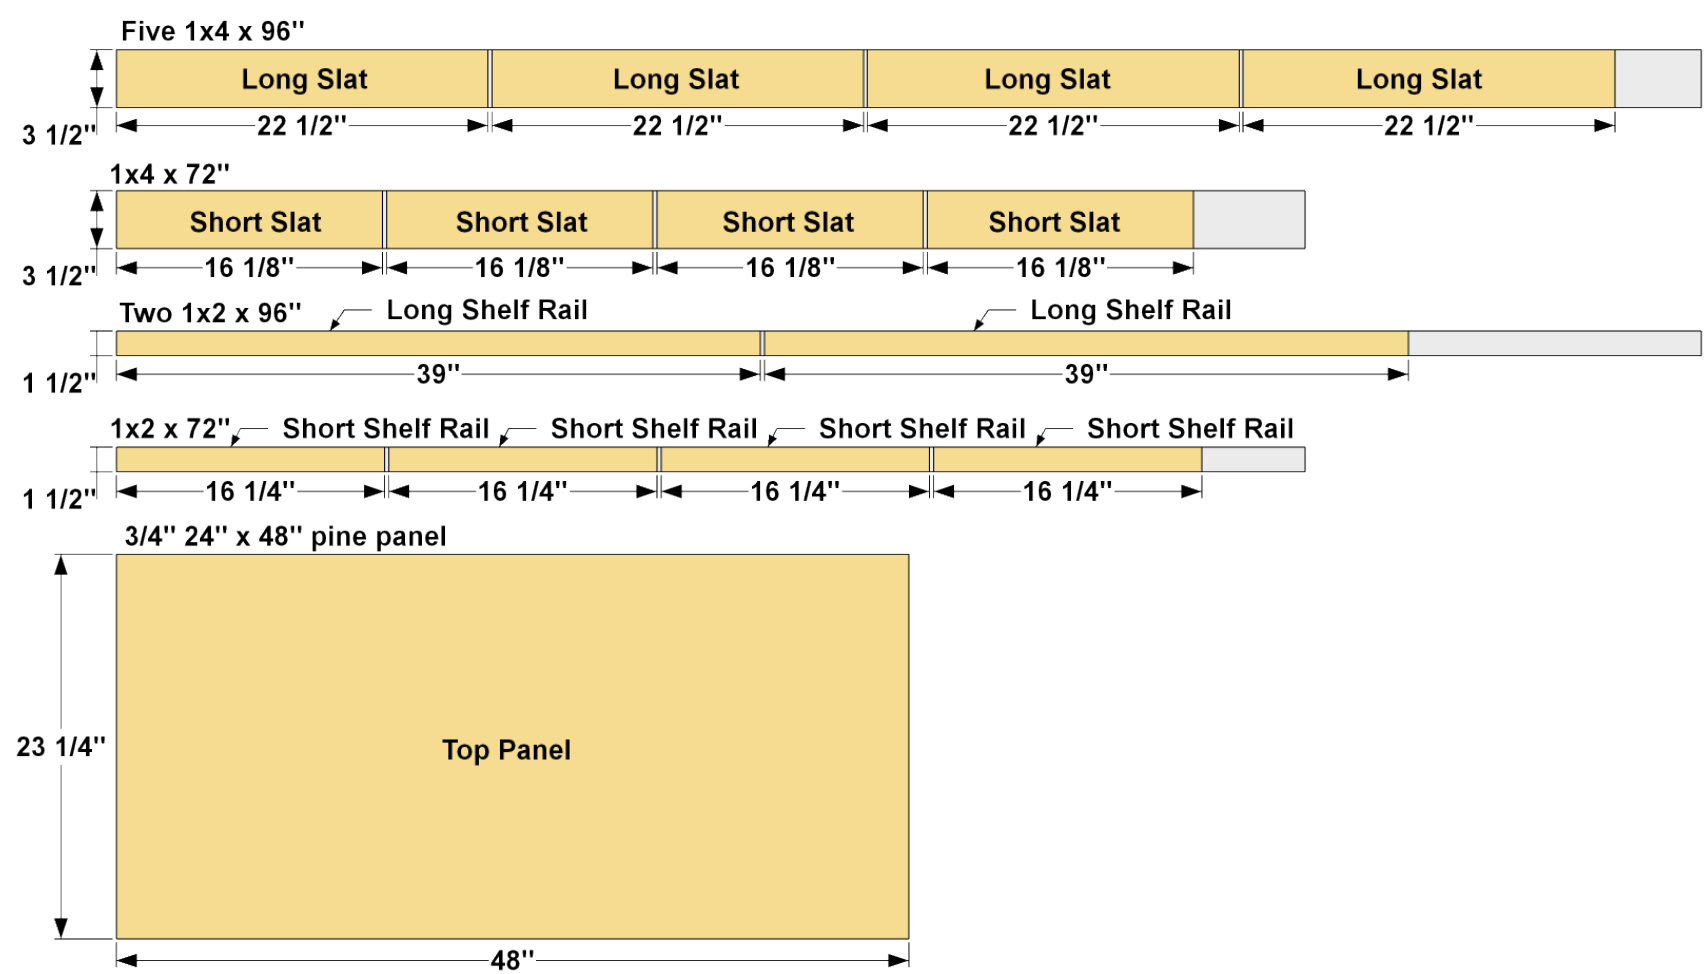 Five 1x4 x 96"
Long Slat Long Slat Long Slat Long Slat
3 1/2" 22 1/2" 22 1/2" 22 1/2" 22 1/2"
1x4 x 72"
Short Slat Short Slat Short Slat Short Slat
3 1/2" 16 1/8" 16 1/8" 16 1/8" 16 1/8"
Two 1x2 x 96" Long Shelf Rail Long Shelf Rail
1 1/2" 39" 39"
1x2 x 72" Short Shelf Rail Short Shelf Rail Short Shelf Rail Short Shelf Rail
1 1/2" 16 1/4" 16 1/4" 16 1/4" 16 1/4"
3/4" 24" x 48" pine panel
23 1/4" Top Panel
48"